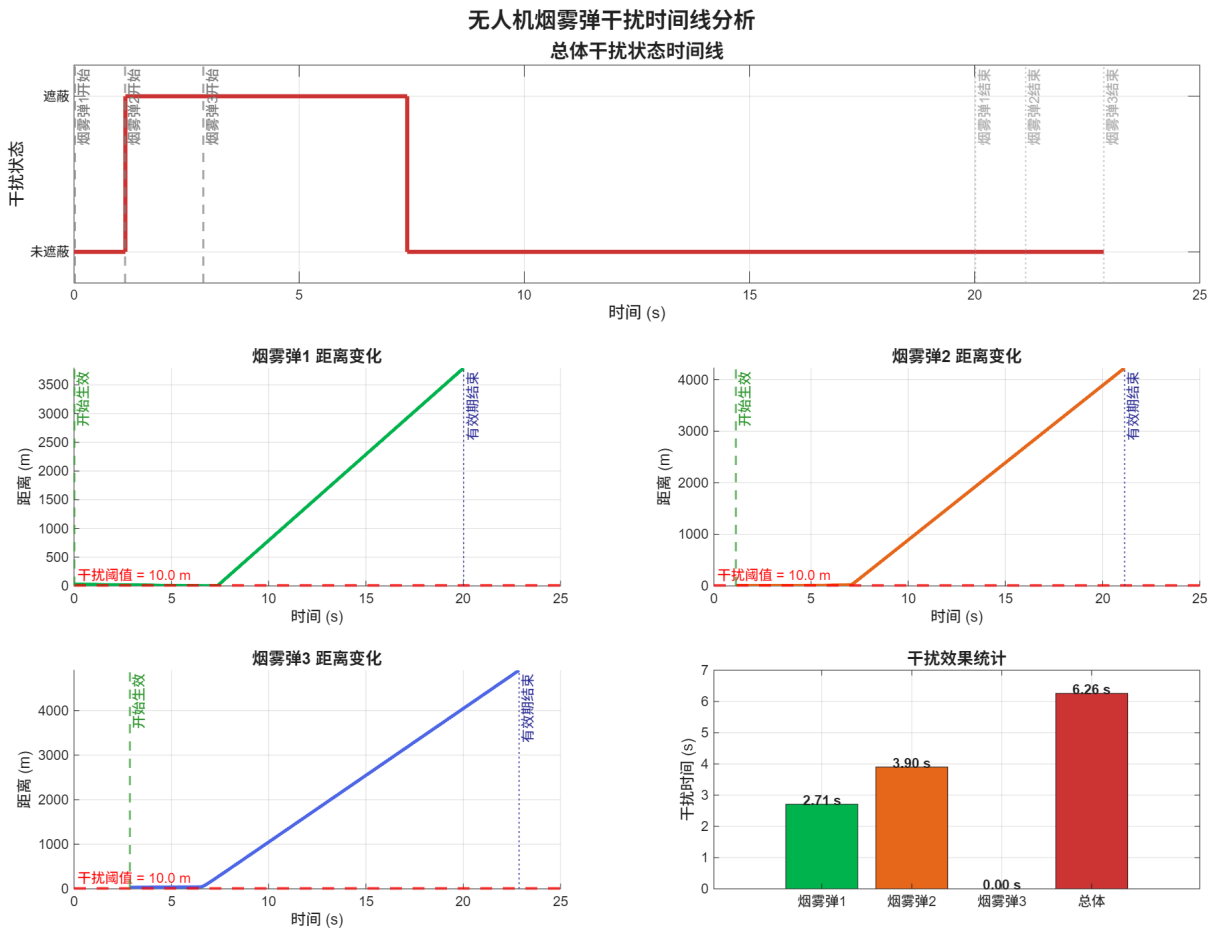 无人机烟雾弹干扰时间线分析
总体干扰状态时间线
干扰状态
遮蔽
未遮蔽
烟雾弹1开始
烟雾弹2开始
烟雾弹3开始
烟雾弹1结束
烟雾弹2结束
烟雾弹3结束
0 5 10 15 20 25
时间 (s)
烟雾弹1 距离变化
距离 (m)
3500
3000
2500
2000
1500
1000
500
0
开始生效
有效期结束
干扰阈值 = 10.0 m
0 5 10 15 20 25
时间 (s)
烟雾弹2 距离变化
距离 (m)
4000
3000
2000
1000
0
开始生效
有效期结束
干扰阈值 = 10.0 m
0 5 10 15 20 25
时间 (s)
烟雾弹3 距离变化
距离 (m)
4000
3000
2000
1000
0
开始生效
有效期结束
干扰阈值 = 10.0 m
0 5 10 15 20 25
时间 (s)
干扰效果统计
干扰时间 (s)
7
6
5
4
3
2
1
0
2.71 s
3.90 s
0.00 s
6.26 s
烟雾弹1 烟雾弹2 烟雾弹3 总体